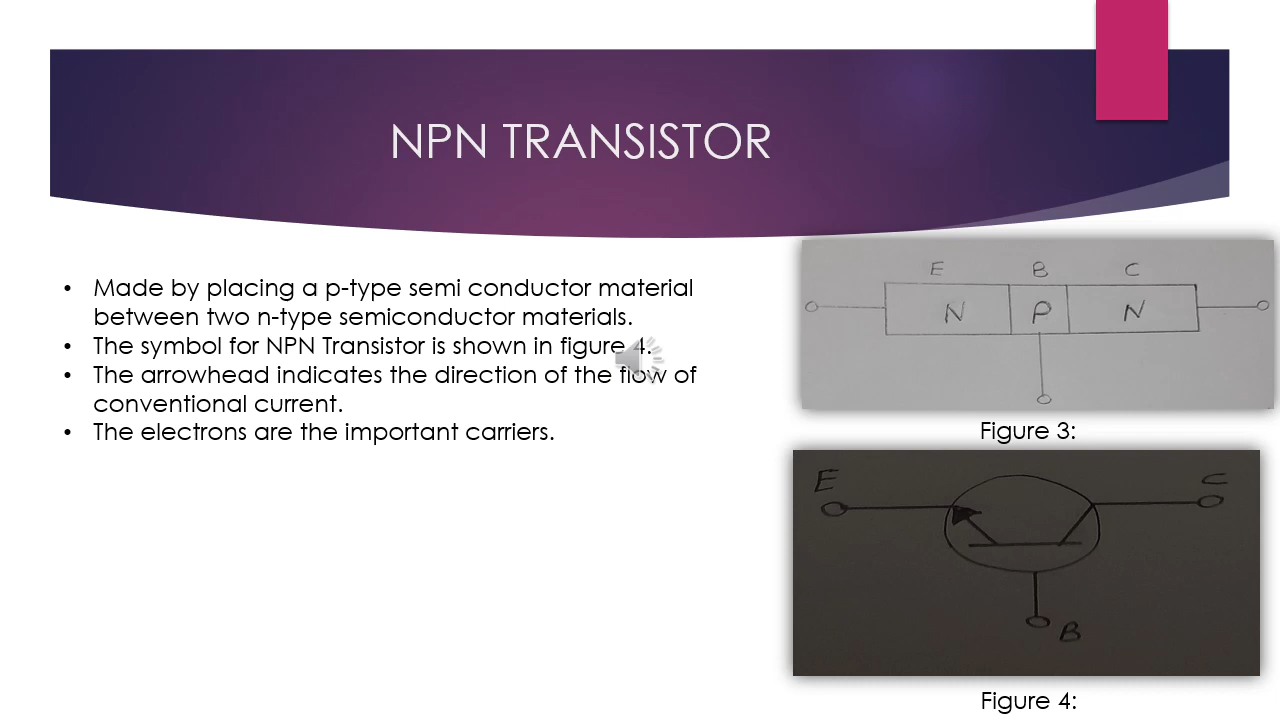 NPN TRANSISTOR
• Made by placing a p-type semi conductor material
between two n-type semiconductor materials.
• The symbol for NPN Transistor is shown in figure 4.
• The arrowhead indicates the direction of the flow of
conventional current.
• The electrons are the important carriers.
E B C
N P N
Figure 3:
E C
B
Figure 4: